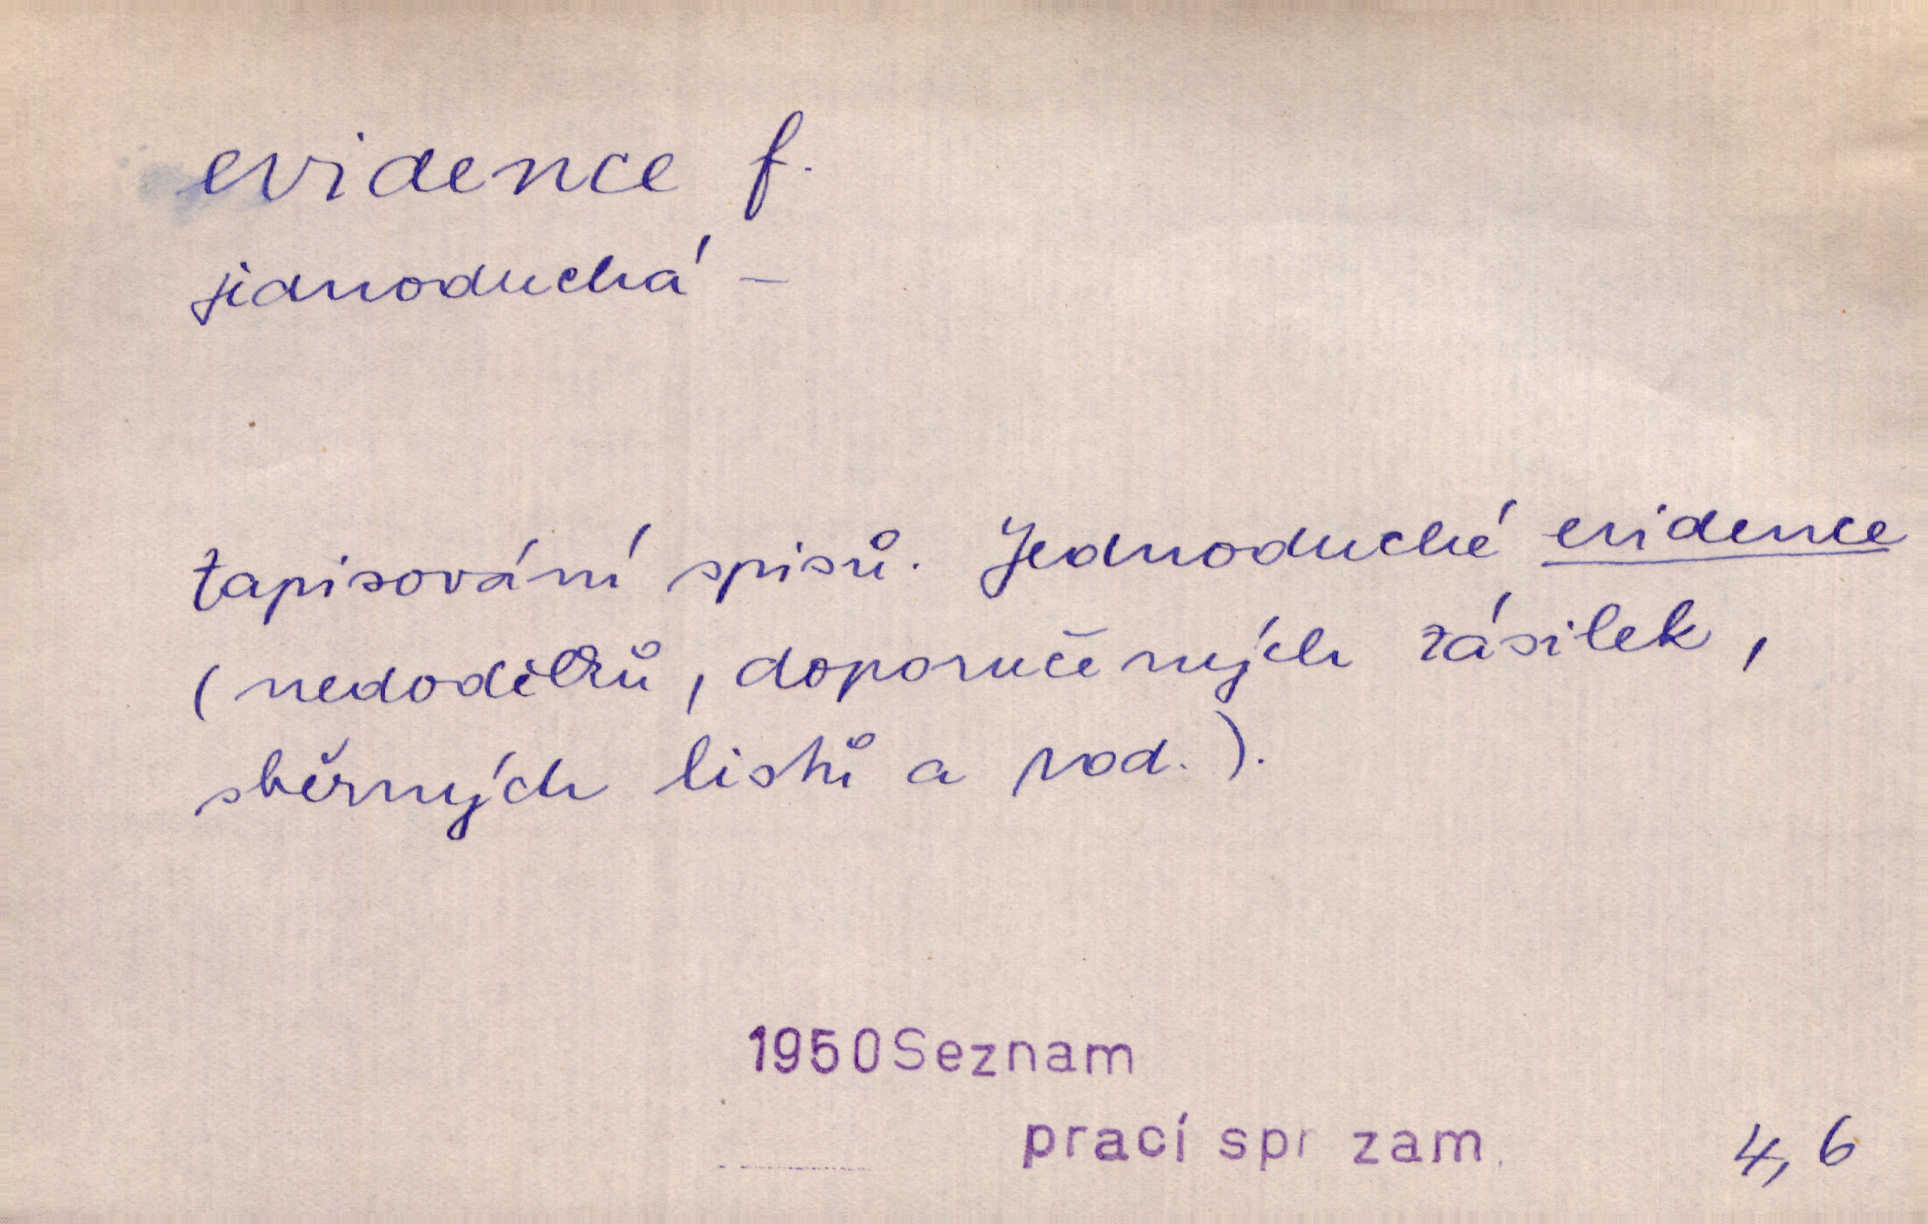 evidence f.
jednoduchá –
Zapisování spisů. Jednoduché evidence
(nedodělků, doporučených zásilek,
sběrných listů a pod.).
1950 Seznam
prací spr zam.
4, 6